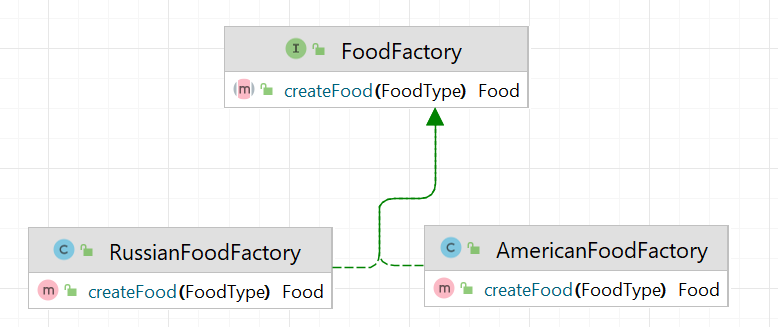 I FoodFactory
m createFood(FoodType) Food
C RussianFoodFactory
m createFood(FoodType) Food
C AmericanFoodFactory
m createFood(FoodType) Food